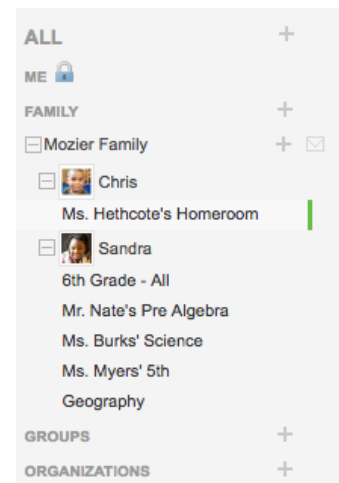 ALL
ME
FAMILY
Mozier Family
Chris
Ms. Hethcote's Homeroom
Sandra
6th Grade - All
Mr. Nate's Pre Algebra
Ms. Burks' Science
Ms. Myers' 5th
Geography
GROUPS
ORGANIZATIONS